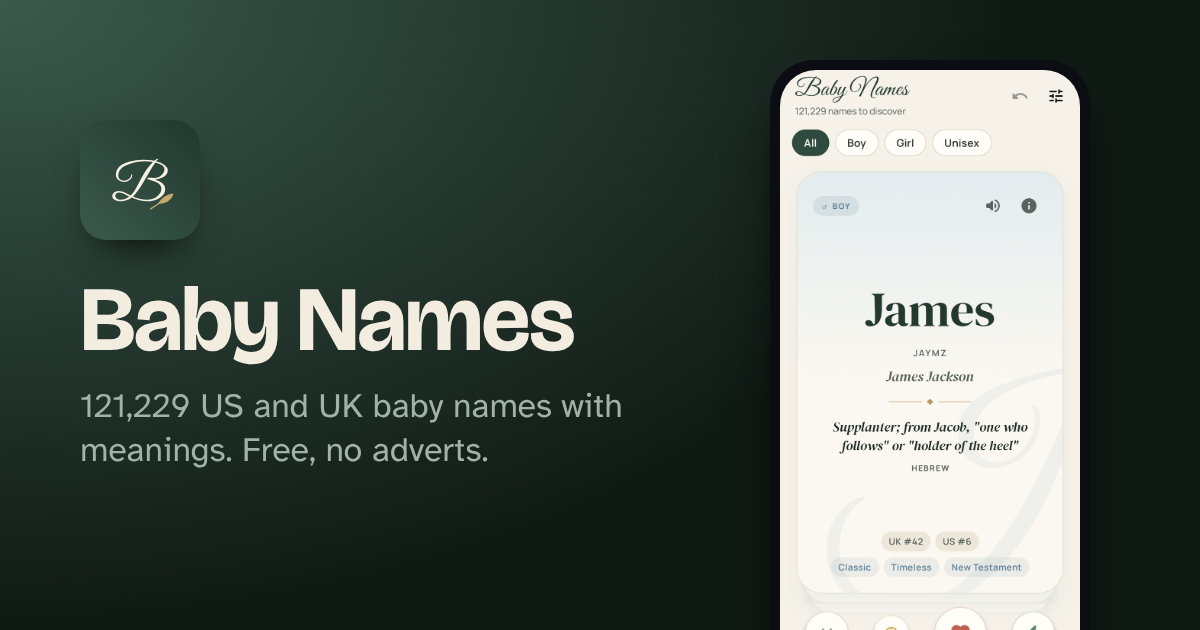 B
Baby Names
121,229 US and UK baby names with
meanings. Free, no adverts.
Baby Names
121,229 names to discover
All
Boy
Girl
Unisex
♂ BOY
James
JAYMZ
James Jackson
Supplanter; from Jacob, "one who
follows" or "holder of the heel"
HEBREW
UK #42
US #6
Classic
Timeless
New Testament
J